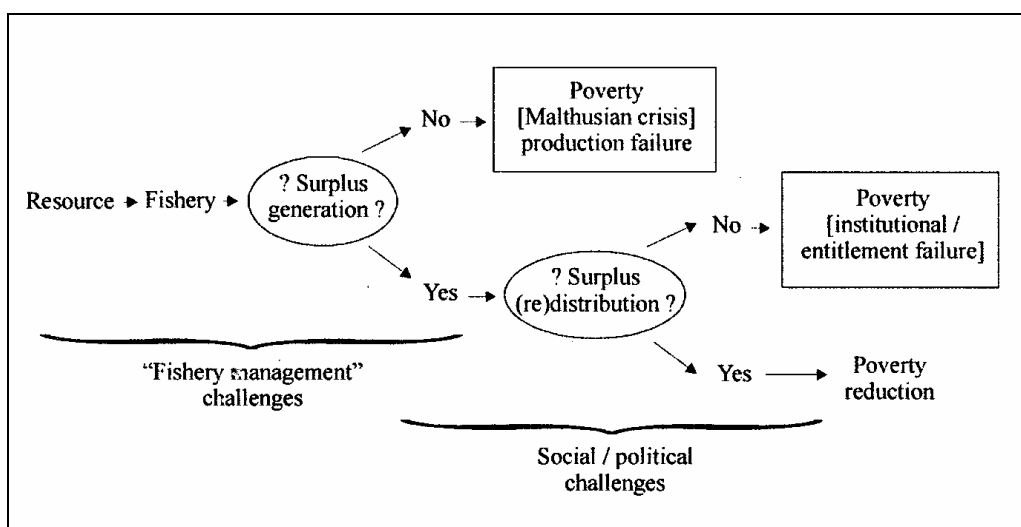 Poverty
[Malthusian crisis]
production failure
No
? Surplus
generation ?
Resource
Fishery
Poverty
[institutional /
entitlement failure]
No
Yes
? Surplus
(re)distribution ?
Yes
Poverty
reduction
“Fishery management”
challenges
Social / political
challenges